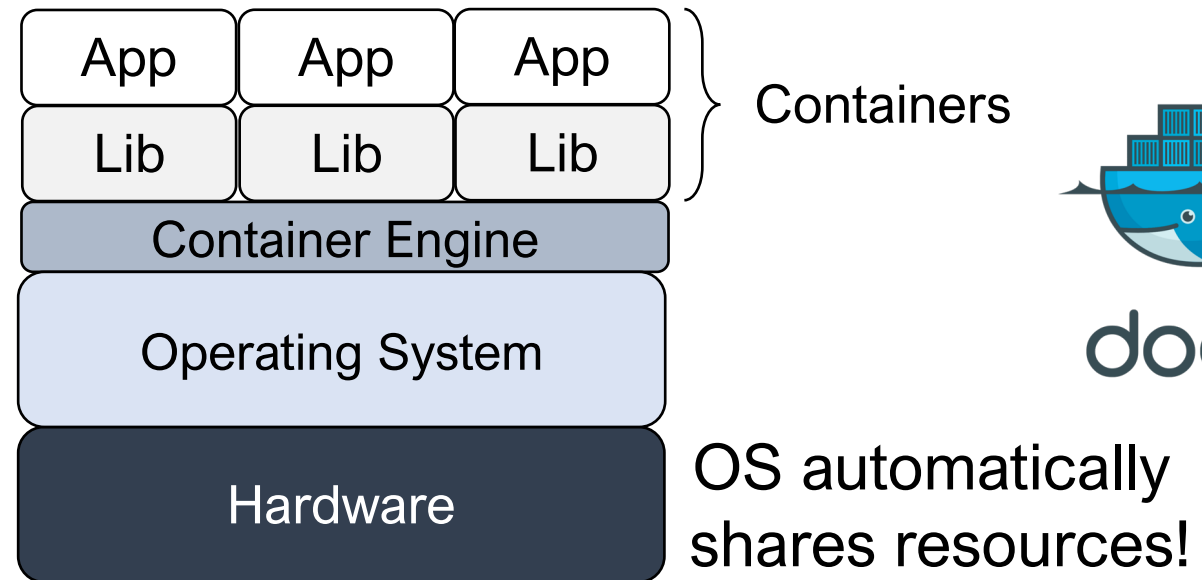 App App App
Containers
Lib Lib Lib
Container Engine
Operating System
Hardware
OS automatically
shares resources!